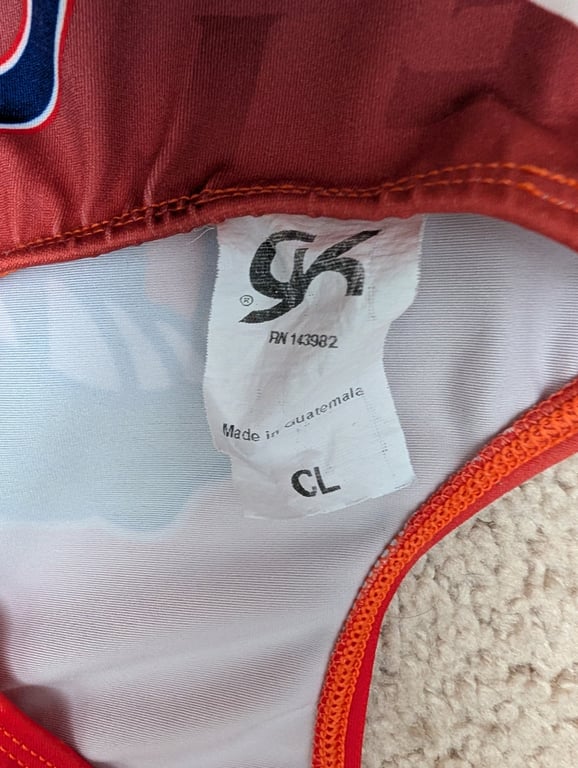 GK
®
RN 143982
Made in Guatemala
CL